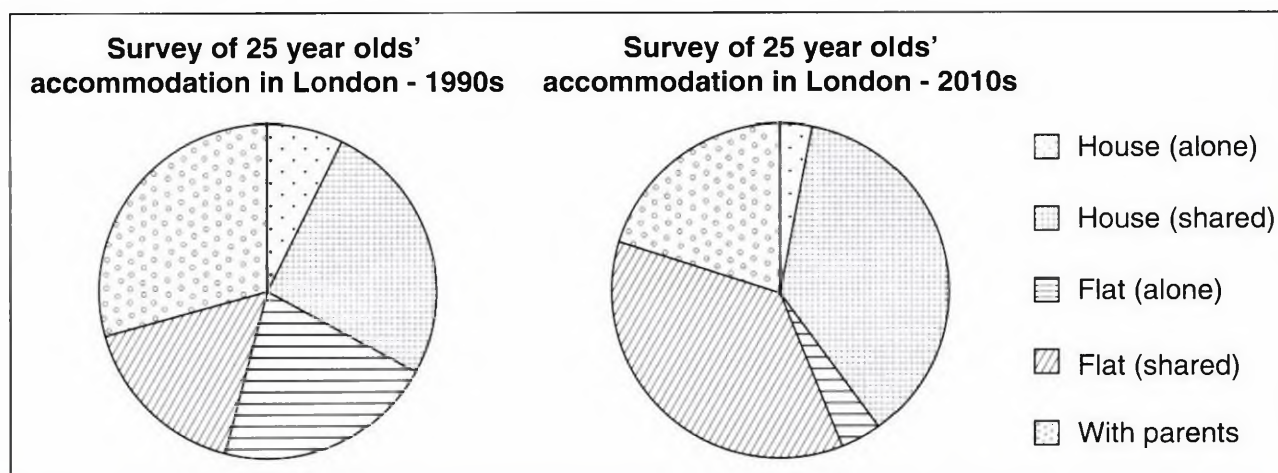 Survey of 25 year olds'
accommodation in London - 1990s
Survey of 25 year olds'
accommodation in London - 2010s
House (alone)
House (shared)
Flat (alone)
Flat (shared)
With parents